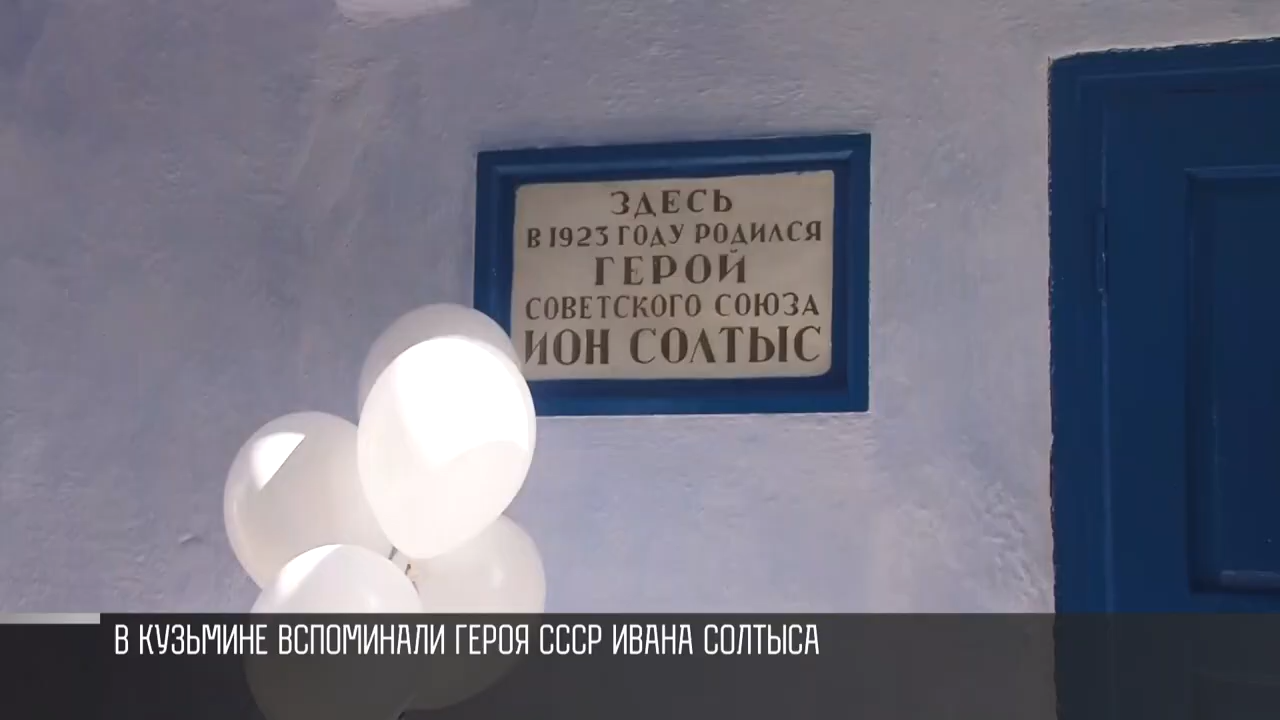 ЗДЕСЬ
В 1923 ГОДУ РОДИЛСЯ
ГЕРОЙ
СОВЕТСКОГО СОЮЗА
ИОН СОЛТЫС
В КУЗЬМИНЕ ВСПОМИНАЛИ ГЕРОЯ СССР ИВАНА СОЛТЫСА